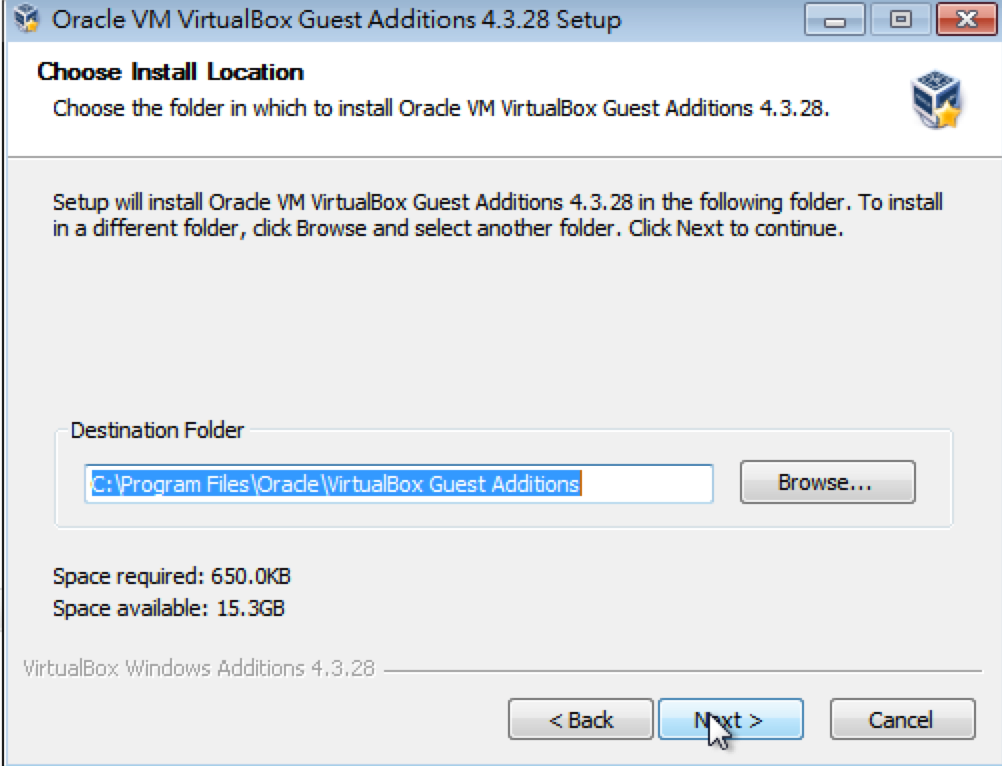 Oracle VM VirtualBox Guest Additions 4.3.28 Setup
Choose Install Location
Choose the folder in which to install Oracle VM VirtualBox Guest Additions 4.3.28.
Setup will install Oracle VM VirtualBox Guest Additions 4.3.28 in the following folder. To install
in a different folder, click Browse and select another folder. Click Next to continue.
Destination Folder
C:\Program Files\Oracle\VirtualBox Guest Additions
Browse...
Space required: 650.0KB
Space available: 15.3GB
VirtualBox Windows Additions 4.3.28
< Back
Next >
Cancel